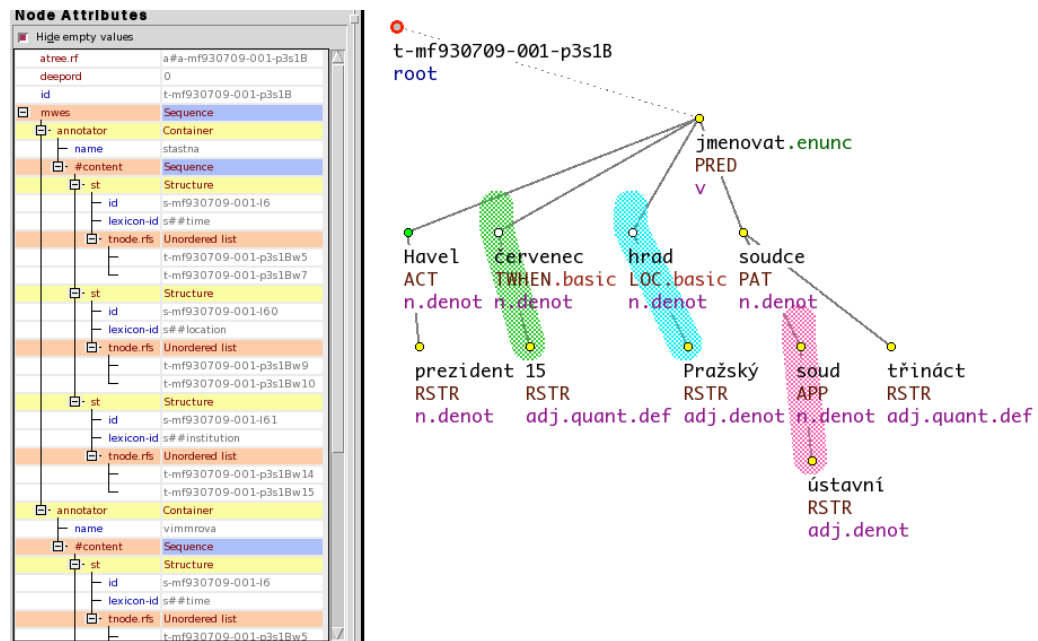 Node Attributes
Hide empty values
atree.rf a#a-mf930709-001-p3s1B
deepord 0
id t-mf930709-001-p3s1B
mwes Sequence
annotator Container
name stastna
#content Sequence
st Structure
id s-mf930709-001-l6
lexicon-id s##time
tnode.rfs Unordered list
t-mf930709-001-p3s1Bw5
t-mf930709-001-p3s1Bw7
st Structure
id s-mf930709-001-l60
lexicon-id s##location
tnode.rfs Unordered list
t-mf930709-001-p3s1Bw9
t-mf930709-001-p3s1Bw10
st Structure
id s-mf930709-001-l61
lexicon-id s##institution
tnode.rfs Unordered list
t-mf930709-001-p3s1Bw14
t-mf930709-001-p3s1Bw15
annotator Container
name vimmrova
#content Sequence
st Structure
id s-mf930709-001-l6
lexicon-id s##time
tnode.rfs Unordered list
t-mf930709-001-p3s1Bw5
t-mf930709-001-p3s1B
root
jmenovat.enunc
PRED
v
Havel červenec hrad soudce
ACT TWHEN.basic LOC.basic PAT
n.denot n.denot n.denot n.denot
prezident 15 Pražský soud třináct
RSTR RSTR RSTR APP RSTR
n.denot adj.quant.def adj.denot n.denot adj.quant.def
ústavní
RSTR
adj.denot